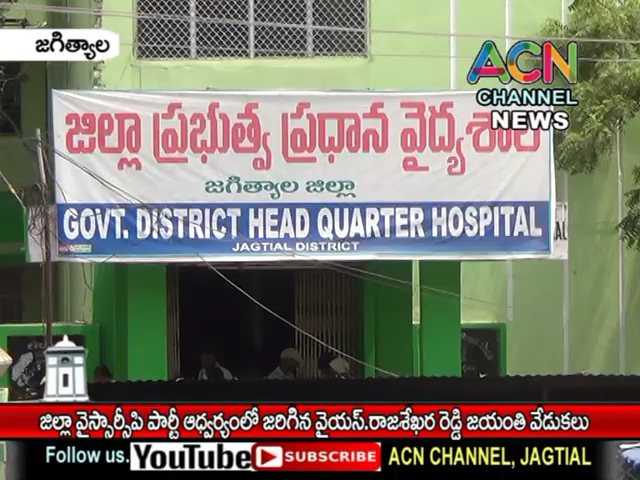 జగిత్యాల
ACN
CHANNEL
NEWS
జిల్లా ప్రభుత్వ ప్రధాన వైద్యశాల
జగిత్యాల జిల్లా
GOVT. DISTRICT HEAD QUARTER HOSPITAL
JAGTIAL DISTRICT
జిల్లా వైస్సార్సీపి పార్టీ ఆధ్వర్యంలో జరిగిన వైయస్.రాజశేఖర రెడ్డి జయంతి వేడుకలు
Follow us. YouTube SUBSCRIBE ACN CHANNEL, JAGTIAL